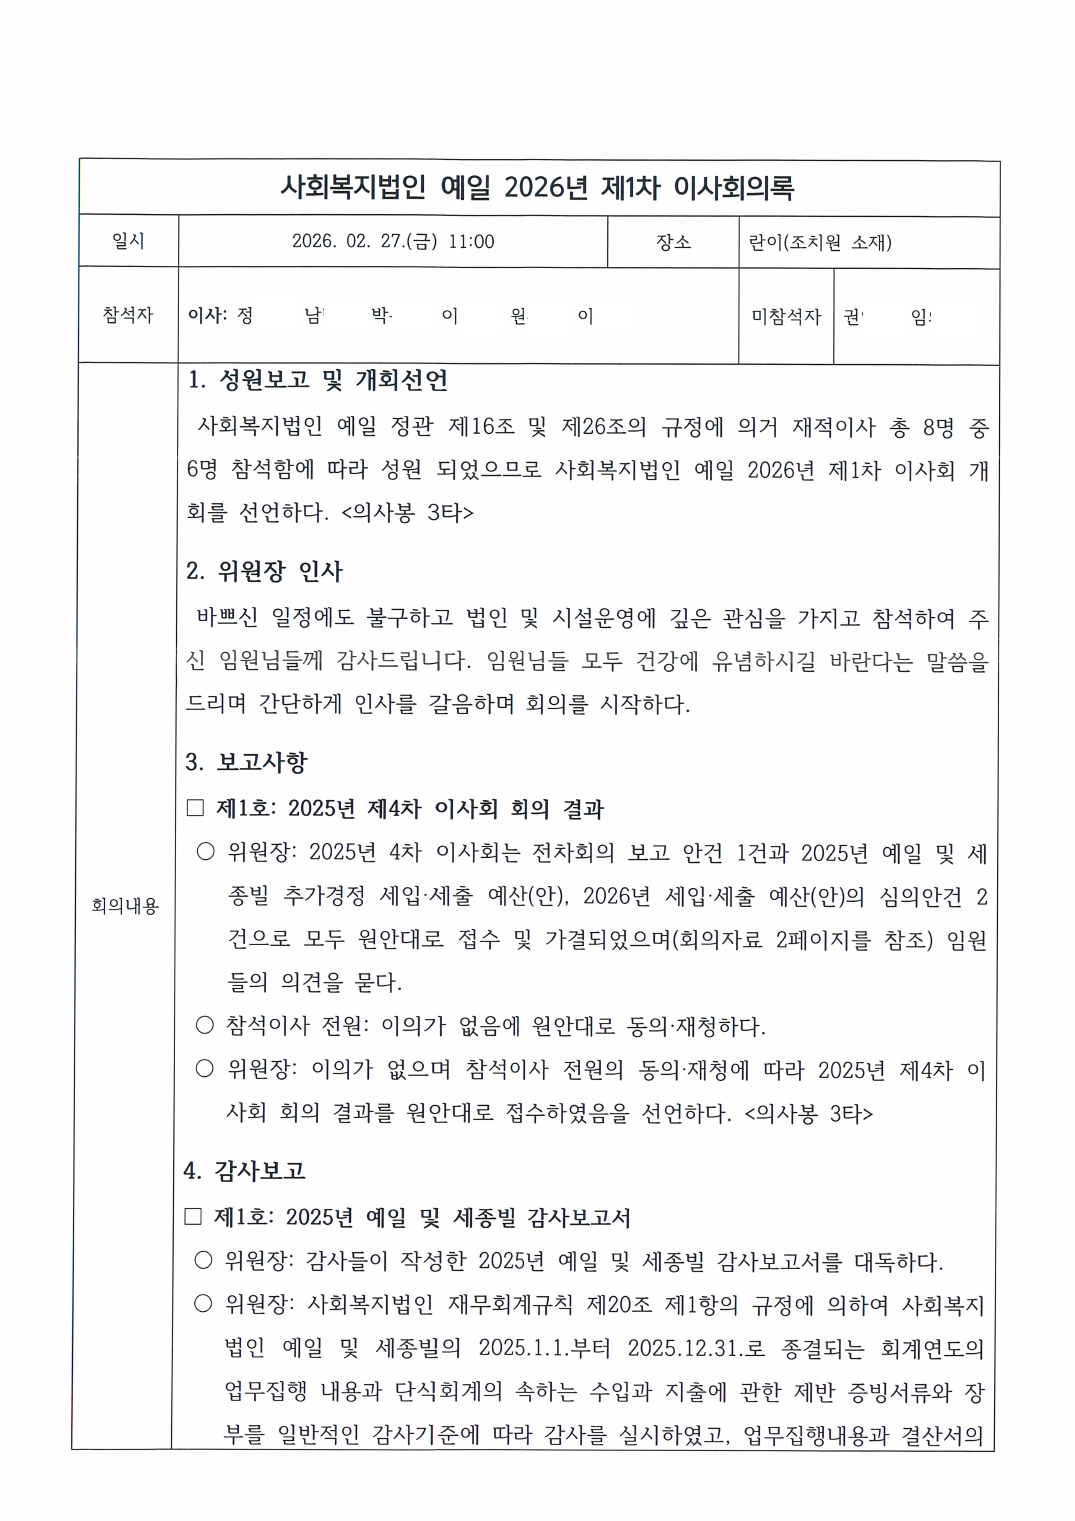 사회복지법인 예일 2026년 제1차 이사회의록
일시 2026. 02. 27.(금) 11:00 장소 란이(조치원 소재)
참석자 이사: 정 남 박 이 원 이 미참석자 권 임
회의내용
1. 성원보고 및 개회선언
사회복지법인 예일 정관 제16조 및 제26조의 규정에 의거 재적이사 총 8명 중
6명 참석함에 따라 성원 되었으므로 사회복지법인 예일 2026년 제1차 이사회 개
회를 선언하다. <의사봉 3타>
2. 위원장 인사
바쁘신 일정에도 불구하고 법인 및 시설운영에 깊은 관심을 가지고 참석하여 주
신 임원님들께 감사드립니다. 임원님들 모두 건강에 유념하시길 바란다는 말씀을
드리며 간단하게 인사를 갈음하며 회의를 시작하다.
3. 보고사항
□ 제1호: 2025년 제4차 이사회 회의 결과
○ 위원장: 2025년 4차 이사회는 전차회의 보고 안건 1건과 2025년 예일 및 세
종빌 추가경정 세입·세출 예산(안), 2026년 세입·세출 예산(안)의 심의안건 2
건으로 모두 원안대로 접수 및 가결되었으며(회의자료 2페이지를 참조) 임원
들의 의견을 묻다.
○ 참석이사 전원: 이의가 없음에 원안대로 동의·재청하다.
○ 위원장: 이의가 없으며 참석이사 전원의 동의·재청에 따라 2025년 제4차 이
사회 회의 결과를 원안대로 접수하였음을 선언하다. <의사봉 3타>
4. 감사보고
□ 제1호: 2025년 예일 및 세종빌 감사보고서
○ 위원장: 감사들이 작성한 2025년 예일 및 세종빌 감사보고서를 대독하다.
○ 위원장: 사회복지법인 재무회계규칙 제20조 제1항의 규정에 의하여 사회복지
법인 예일 및 세종빌의 2025.1.1.부터 2025.12.31.로 종결되는 회계연도의
업무집행 내용과 단식회계의 속하는 수입과 지출에 관한 제반 증빙서류와 장
부를 일반적인 감사기준에 따라 감사를 실시하였고, 업무집행내용과 결산서의